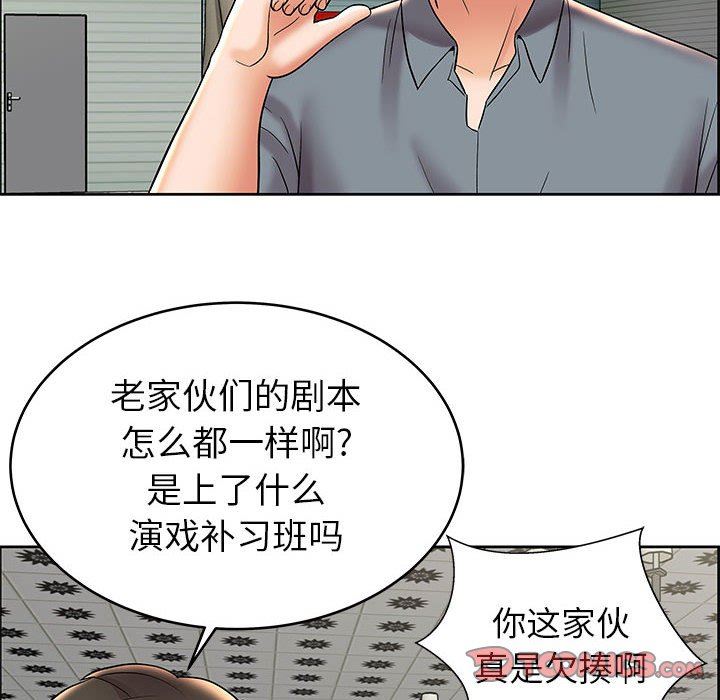 老家伙们的剧本
怎么都一样啊?
是上了什么
演戏补习班吗
你这家伙
真是欠揍啊